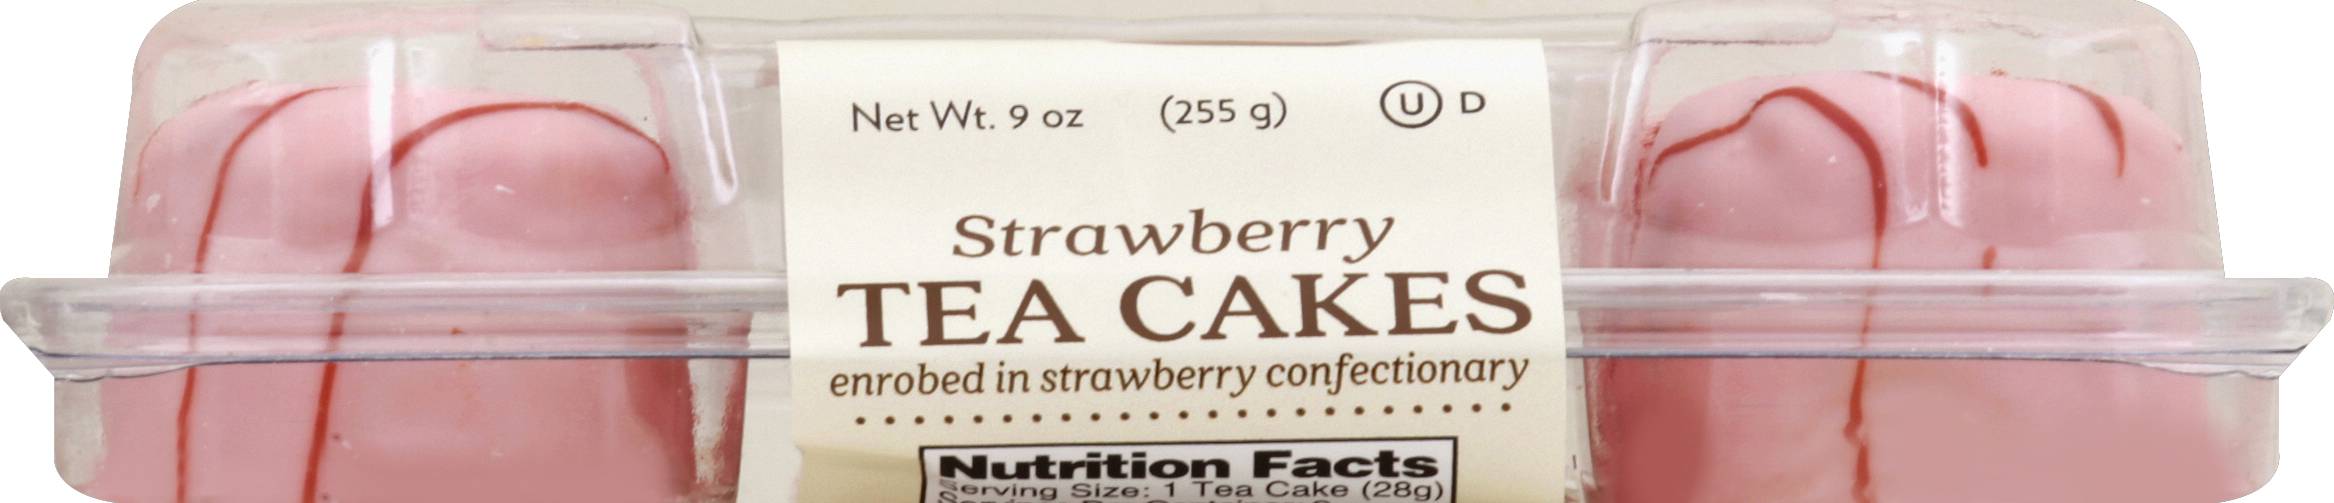 Net Wt. 9 oz (255 g) Ⓤ D
Strawberry
TEA CAKES
enrobed in strawberry confectionary
Nutrition Facts
Serving Size: 1 Tea Cake (28g)